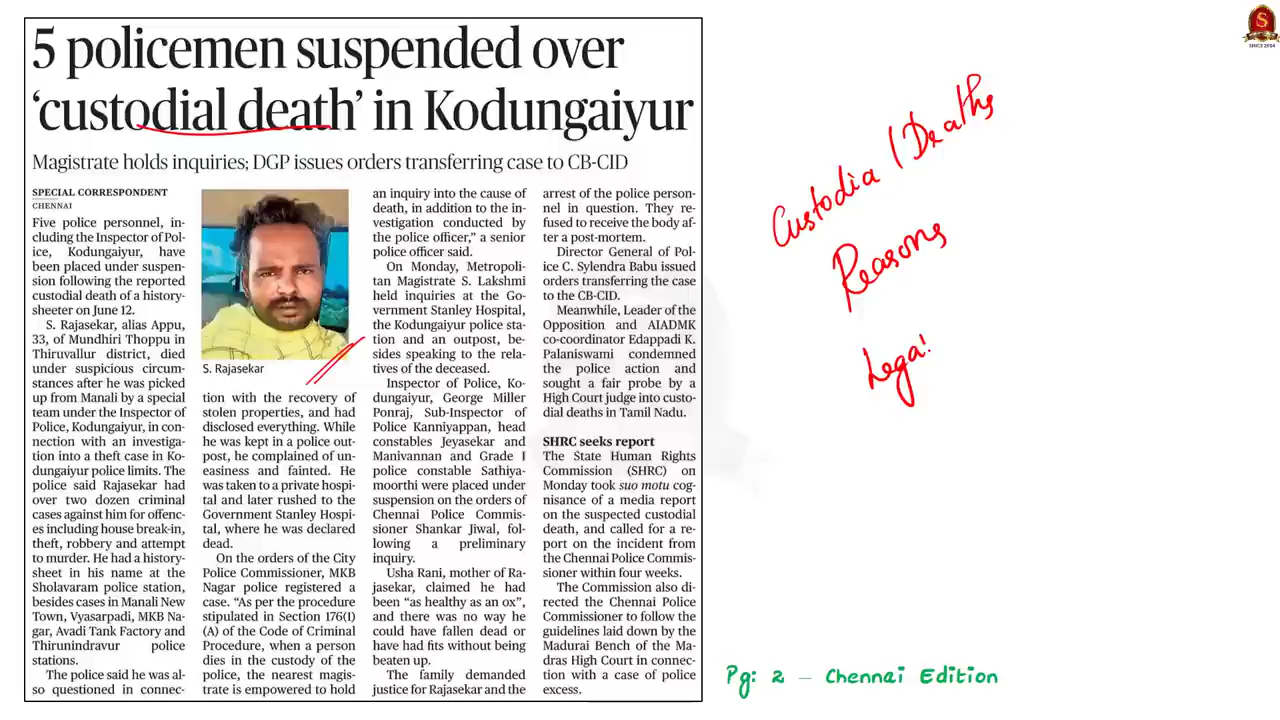 5 policemen suspended over
‘custodial death’ in Kodungaiyur
Magistrate holds inquiries; DGP issues orders transferring case to CB-CID
SPECIAL CORRESPONDENT
CHENNAI
Five police personnel, in-
cluding the Inspector of Pol-
ice, Kodungaiyur, have
been placed under suspen-
sion following the reported
custodial death of a history-
sheeter on June 12.
S. Rajasekar, alias Appu,
33, of Mundhiri Thoppu in
Thiruvallur district, died
under suspicious circum-
stances after he was picked
up from Manali by a special
team under the Inspector of
Police, Kodungaiyur, in con-
nection with an investiga-
tion into a theft case in Ko-
dungaiyur police limits. The
police said Rajasekar had
over two dozen criminal
cases against him for offenc-
es including house break-in,
theft, robbery and attempt
to murder. He had a history-
sheet in his name at the
Sholavaram police station,
besides cases in Manali New
Town, Vyasarpadi, MKB Na-
gar, Avadi Tank Factory and
Thirunindravur police
stations.
The police said he was al-
so questioned in connec-
S. Rajasekar
tion with the recovery of
stolen properties, and had
disclosed everything. While
he was kept in a police out-
post, he complained of un-
easiness and fainted. He
was taken to a private hospi-
tal and later rushed to the
Government Stanley Hospi-
tal, where he was declared
dead.
On the orders of the City
Police Commissioner, MKB
Nagar police registered a
case. “As per the procedure
stipulated in Section 176(1)
(A) of the Code of Criminal
Procedure, when a person
dies in the custody of the
police, the nearest magis-
trate is empowered to hold
an inquiry into the cause of
death, in addition to the in-
vestigation conducted by
the police officer,” a senior
police officer said.
On Monday, Metropoli-
tan Magistrate S. Lakshmi
held inquiries at the Go-
vernment Stanley Hospital,
the Kodungaiyur police sta-
tion and an outpost, be-
sides speaking to the rela-
tives of the deceased.
Inspector of Police, Ko-
dungaiyur, George Miller
Ponraj, Sub-Inspector of
Police Kanniyappan, head
constables Jeyasekar and
Manivannan and Grade I
police constable Sathiya-
moorthi were placed under
suspension on the orders of
Chennai Police Commis-
sioner Shankar Jiwal, fol-
lowing a preliminary
inquiry.
Usha Rani, mother of Ra-
jasekar, claimed he had
been “as healthy as an ox”,
and there was no way he
could have fallen dead or
have had fits without being
beaten up.
The family demanded
justice for Rajasekar and the
arrest of the police person-
nel in question. They re-
fused to receive the body af-
ter a post-mortem.
Director General of Pol-
ice C. Sylendra Babu issued
orders transferring the case
to the CB-CID.
Meanwhile, Leader of the
Opposition and AIADMK
co-coordinator Edappadi K.
Palaniswami condemned
the police action and
sought a fair probe by a
High Court judge into custo-
dial deaths in Tamil Nadu.
SHRC seeks report
The State Human Rights
Commission (SHRC) on
Monday took suo motu cog-
nisance of a media report
on the suspected custodial
death, and called for a re-
port on the incident from
the Chennai Police Commis-
sioner within four weeks.
The Commission also di-
rected the Chennai Police
Commissioner to follow the
guidelines laid down by the
Madurai Bench of the Ma-
dras High Court in connec-
tion with a case of police
excess.
Custodial Deaths
Reasons
Legal
Pg: 2 – Chennai Edition
S
SINCE 2004